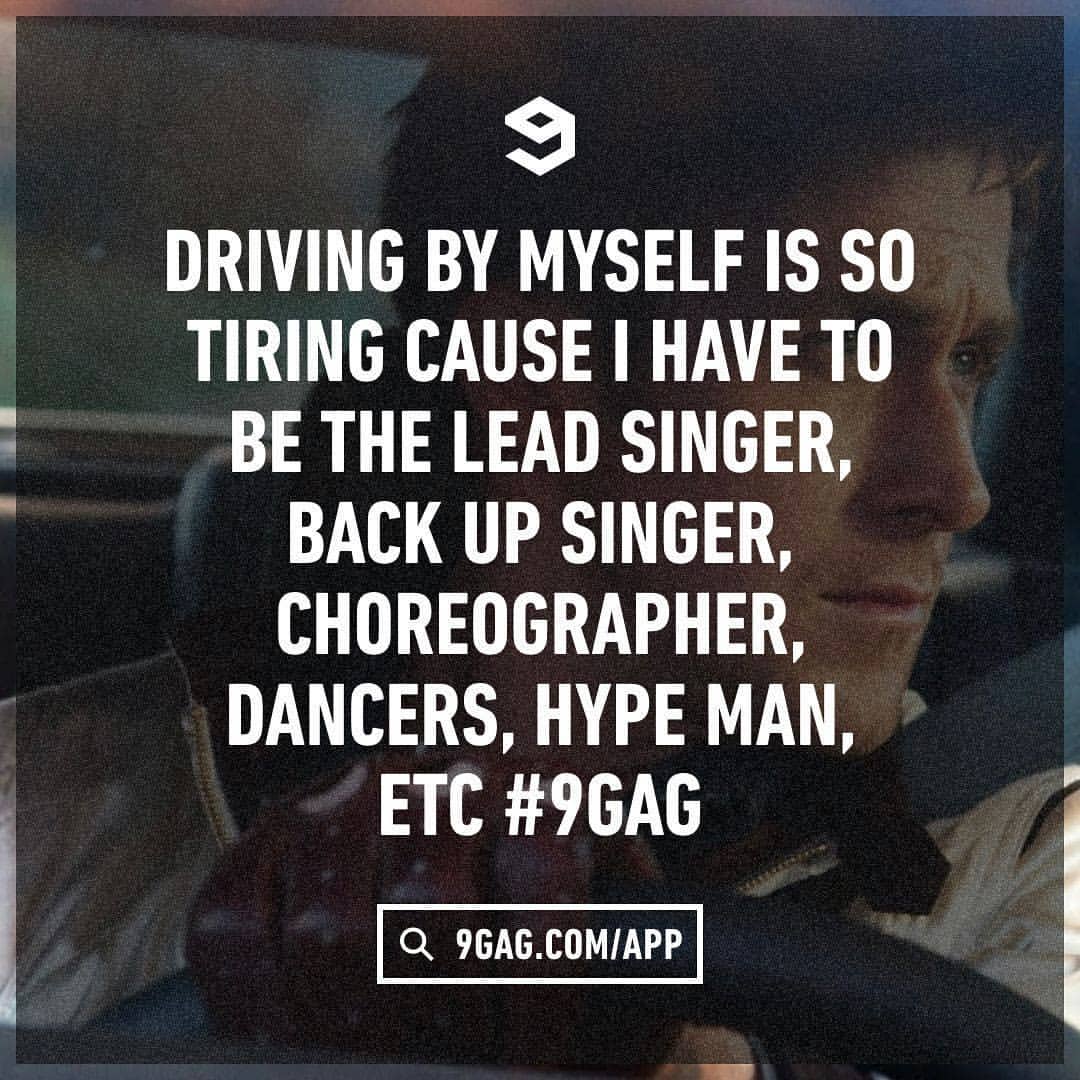 9
DRIVING BY MYSELF IS SO
TIRING CAUSE I HAVE TO
BE THE LEAD SINGER,
BACK UP SINGER,
CHOREOGRAPHER,
DANCERS, HYPE MAN,
ETC #9GAG
9GAG.COM/APP